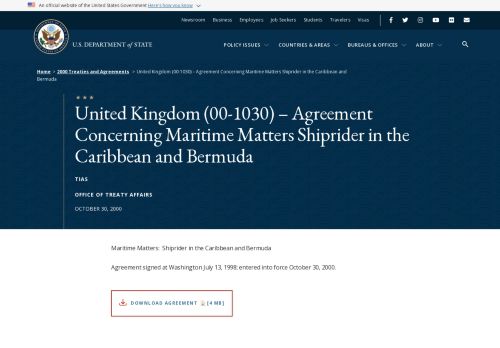 An official website of the United States Government Here's how you know
Newsroom Business Employees Job Seekers Students Travelers Visas
U.S. DEPARTMENT of STATE
POLICY ISSUES COUNTRIES & AREAS BUREAUS & OFFICES ABOUT
Home > 2000 Treaties and Agreements > United Kingdom (00-1030) – Agreement Concerning Maritime Matters Shiprider in the Caribbean and
Bermuda
United Kingdom (00-1030) – Agreement
Concerning Maritime Matters Shiprider in the
Caribbean and Bermuda
TIAS
OFFICE OF TREATY AFFAIRS
OCTOBER 30, 2000
Maritime Matters: Shiprider in the Caribbean and Bermuda
Agreement signed at Washington July 13, 1998; entered into force October 30, 2000.
DOWNLOAD AGREEMENT [4 MB]